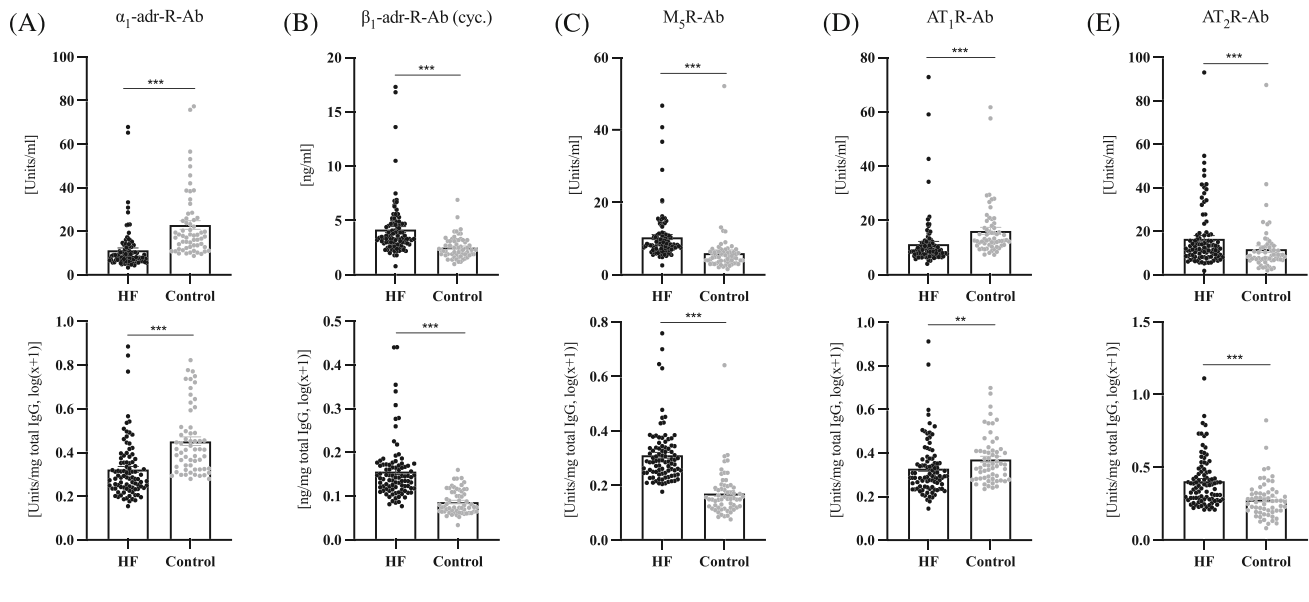 (A) α₁-adr-R-Ab
[Units/ml]
100
80
60
40
20
0
***
HF Control
(B) β₁-adr-R-Ab (cyc.)
[ng/ml]
20
15
10
5
0
***
HF Control
(C) M₅R-Ab
[Units/ml]
60
40
20
0
***
HF Control
(D) AT₁R-Ab
[Units/ml]
80
60
40
20
0
***
HF Control
(E) AT₂R-Ab
[Units/ml]
100
80
60
40
20
0
***
HF Control
[Units/mg total IgG, log(x+1)]
1.0
0.8
0.6
0.4
0.2
0.0
***
HF Control
[ng/mg total IgG, log(x+1)]
0.5
0.4
0.3
0.2
0.1
0.0
***
HF Control
[Units/mg total IgG, log(x+1)]
0.8
0.6
0.4
0.2
0.0
***
HF Control
[Units/mg total IgG, log(x+1)]
1.0
0.8
0.6
0.4
0.2
0.0
**
HF Control
[Units/mg total IgG, log(x+1)]
1.5
1.0
0.5
0.0
***
HF Control